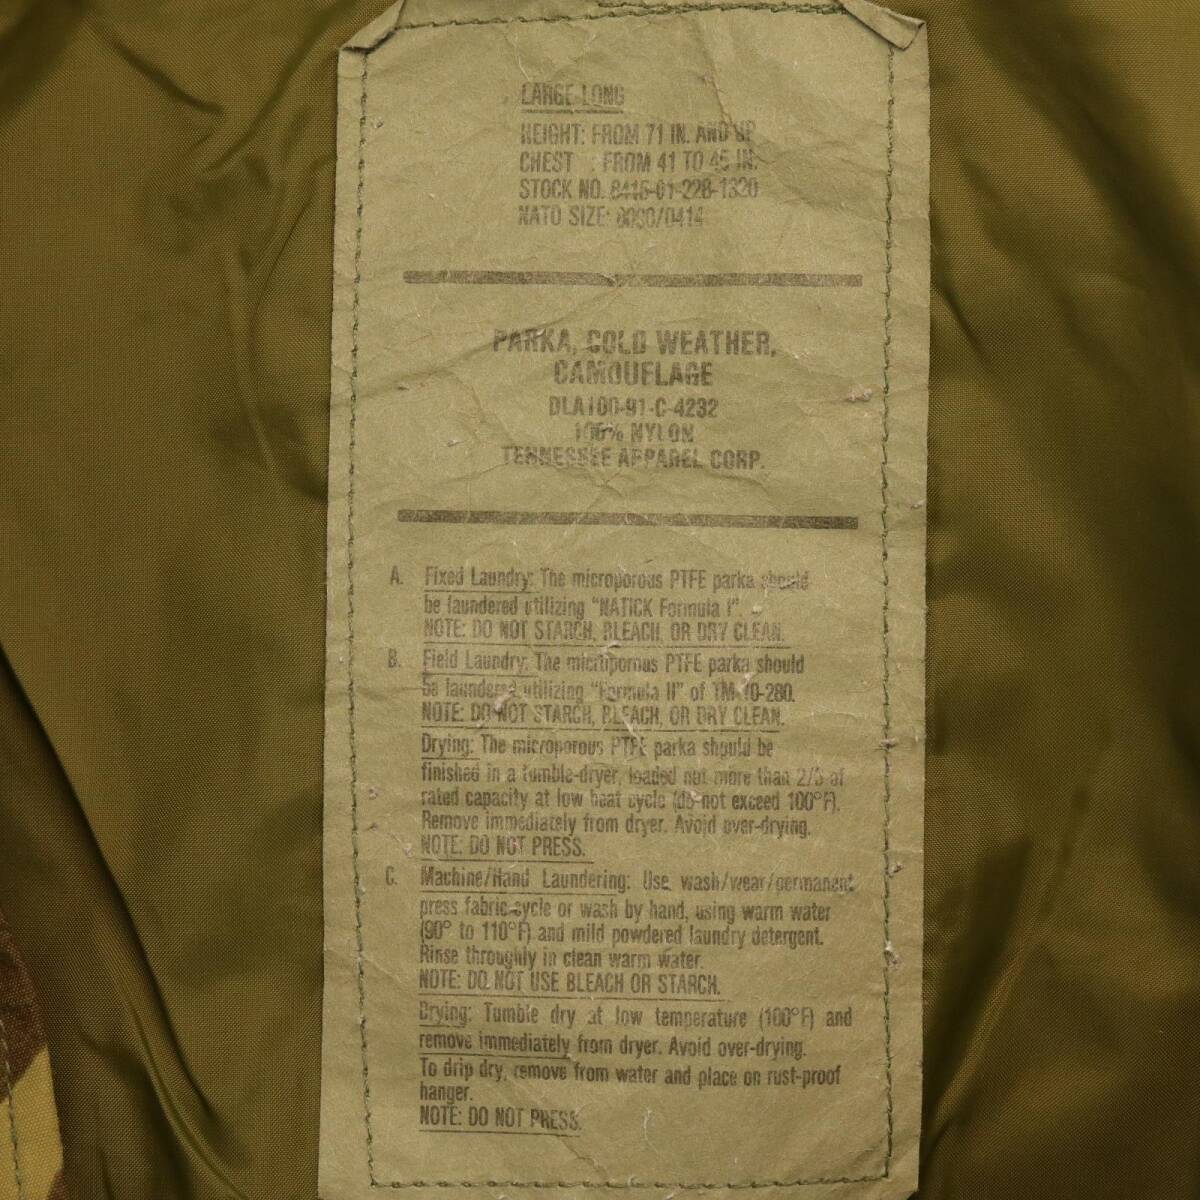 LARGE-LONG
HEIGHT: FROM 71 IN. AND UP
CHEST : FROM 41 TO 45 IN.
STOCK NO. 8415-01-228-1320
NATO SIZE: /0414
PARKA, COLD WEATHER,
CAMOUFLAGE
DLA100-91-C-4232
100% NYLON
TENNESSEE APPAREL CORP.
A. Fixed Laundry: The microporous PTFE parka should
be laundered utilizing "NATICK Formula I".
NOTE: DO NOT STARCH, BLEACH, OR DRY CLEAN.
B. Field Laundry: The microporous PTFE parka should
be laundered utilizing "Formula II" of TM-10-280.
NOTE: DO NOT STARCH, BLEACH, OR DRY CLEAN.
Drying: The microporous PTFE parka should be
finished in a tumble-dryer, loaded not more than 2/3 of
rated capacity at low heat cycle (do not exceed 100°F).
Remove immediately from dryer. Avoid over-drying.
NOTE: DO NOT PRESS.
C. Machine/Hand Laundering: Use wash/wear/permanent
press fabric cycle or wash by hand, using warm water
(90° to 110°F) and mild powdered laundry detergent.
Rinse throughly in clean warm water.
NOTE: DO NOT USE BLEACH OR STARCH.
Drying: Tumble dry at low temperature (100°F) and
remove immediately from dryer. Avoid over-drying.
To drip dry, remove from water and place on rust-proof
hanger.
NOTE: DO NOT PRESS.